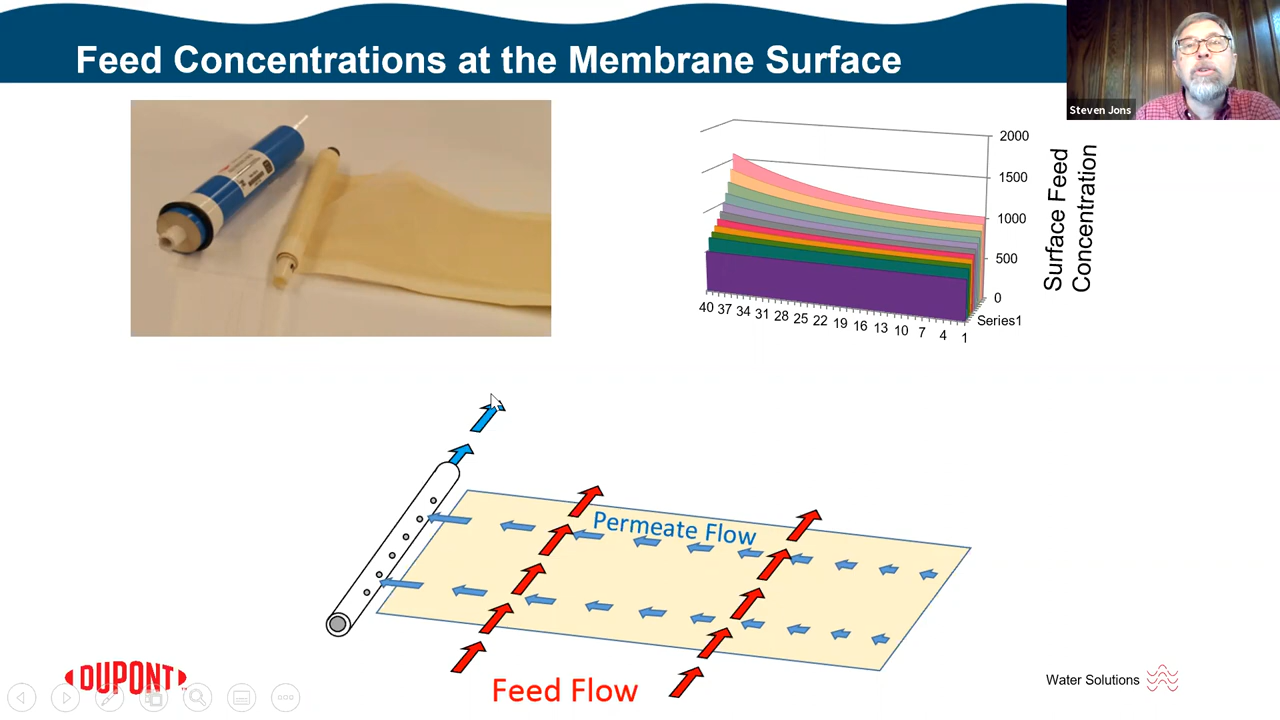 Feed Concentrations at the Membrane Surface
Steven Jons
2000
1500
1000
500
0
Surface Feed
Concentration
40 37 34 31 28 25 22 19 16 13 10 7 4 1
Series1
Permeate Flow
Feed Flow
DUPONT
Water Solutions